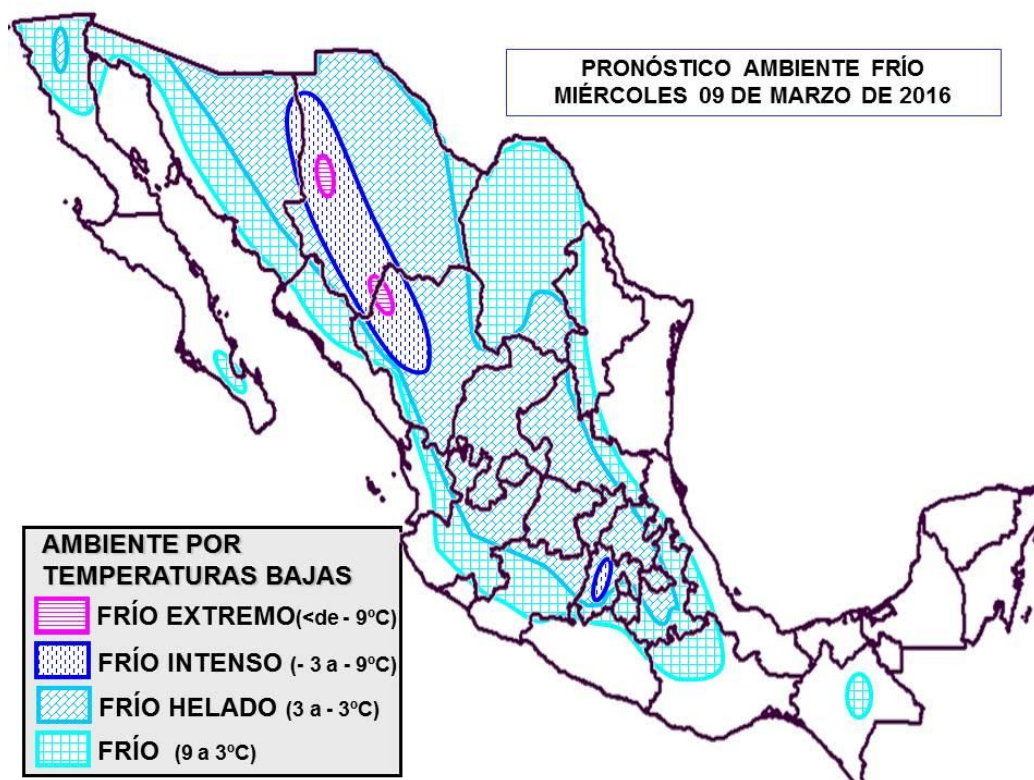 PRONÓSTICO AMBIENTE FRÍO
MIÉRCOLES 09 DE MARZO DE 2016
AMBIENTE POR
TEMPERATURAS BAJAS
FRÍO EXTREMO(<de - 9ºC)
FRÍO INTENSO (- 3 a - 9ºC)
FRÍO HELADO (3 a - 3ºC)
FRÍO (9 a 3ºC)